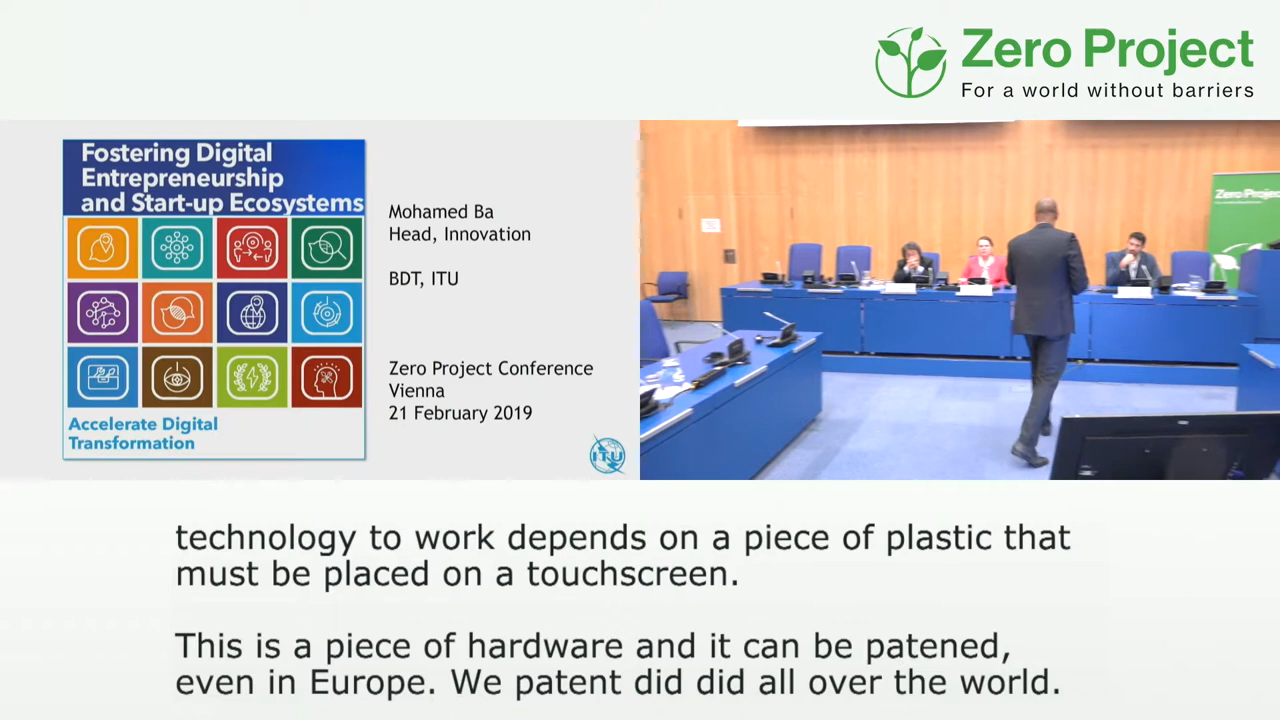 Zero Project
For a world without barriers
Fostering Digital
Entrepreneurship
and Start-up Ecosystems
Accelerate Digital
Transformation
Mohamed Ba
Head, Innovation
BDT, ITU
Zero Project Conference
Vienna
21 February 2019
ITU
Zero Project
technology to work depends on a piece of plastic that
must be placed on a touchscreen.
This is a piece of hardware and it can be patened,
even in Europe. We patent did did all over the world.